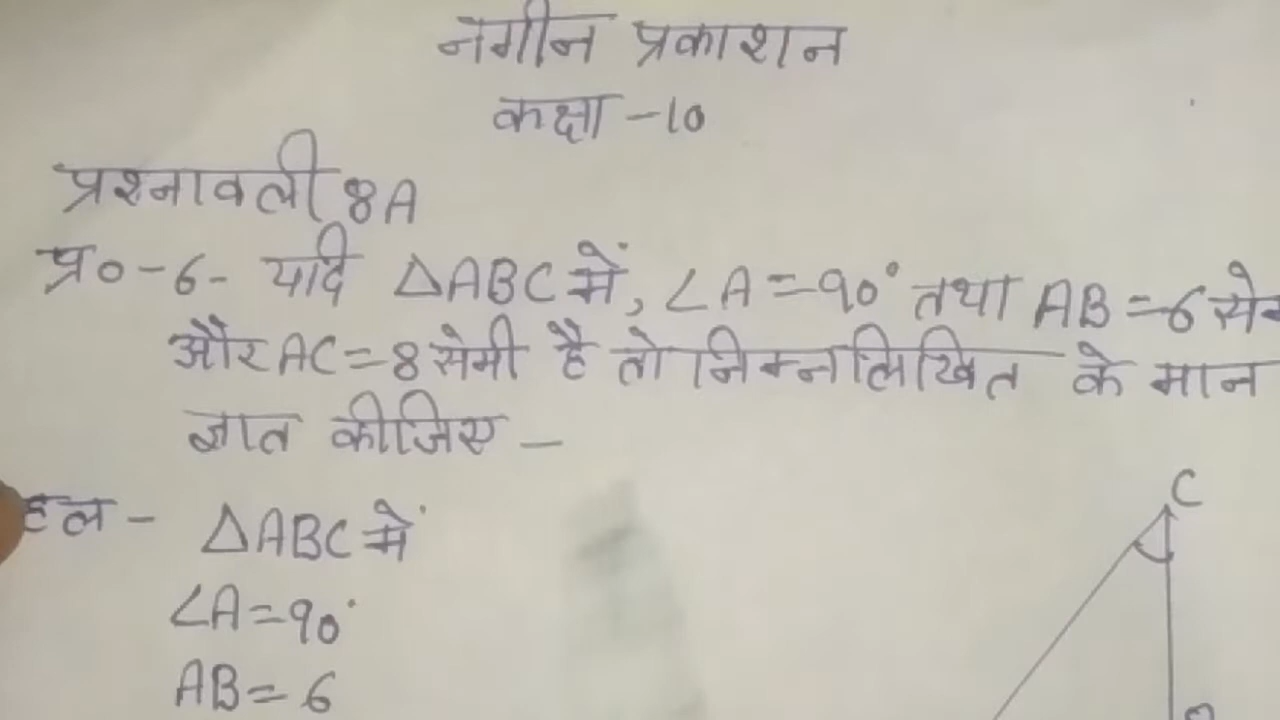 नगीन प्रकाशन
कक्षा -10
प्रश्नावली 8A
प्र०-6- यदि △ABC में, ∠A=90° तथा AB=6
और AC=8 सेमी है तो निम्नलिखित के मान
ज्ञात कीजिए -
हल - △ABC में
∠A=90°
AB=6
C